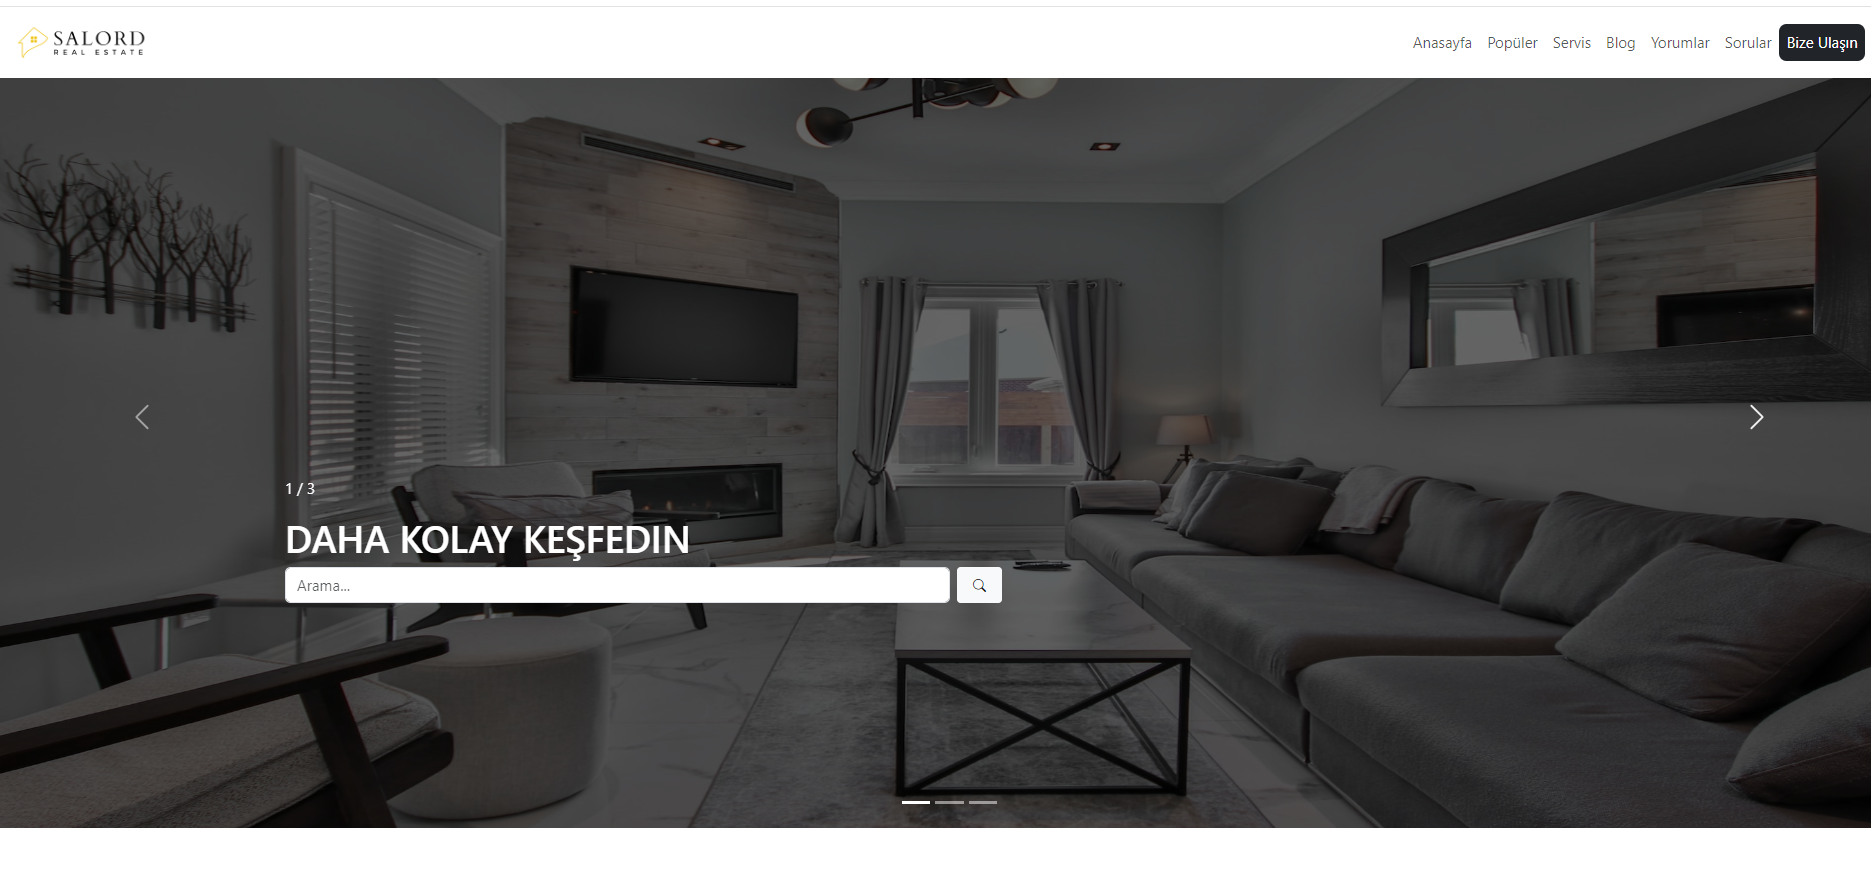 SALORD
REAL ESTATE
Anasayfa Popüler Servis Blog Yorumlar Sorular Bize Ulaşın
1 / 3
DAHA KOLAY KEŞFEDIN
Arama...